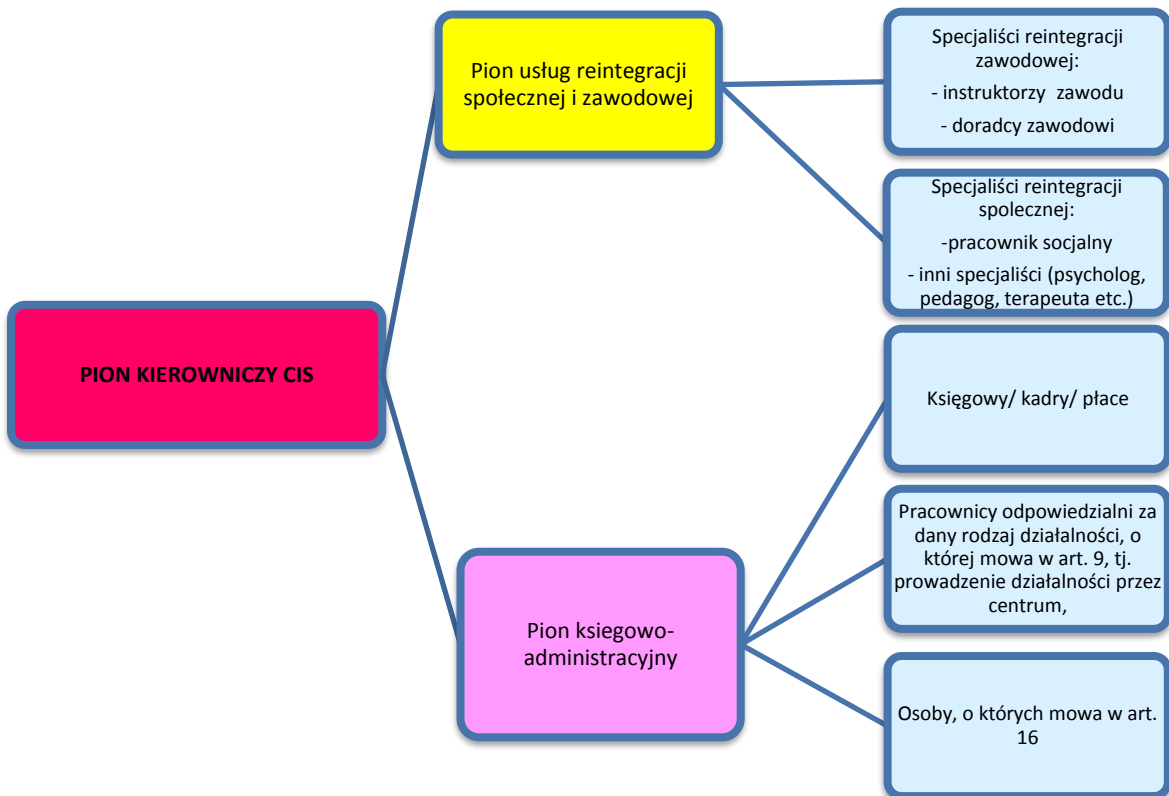 Pion usług reintegracji
społecznej i zawodowej
Specjaliści reintegracji
zawodowej:
- instruktorzy zawodu
- doradcy zawodowi
Specjaliści reintegracji
spolecznej:
-pracownik socjalny
- inni specjaliści (psycholog,
pedagog, terapeuta etc.)
PION KIEROWNICZY CIS
Pion ksiegowo-
administracyjny
Księgowy/ kadry/ płace
Pracownicy odpowiedzialni za
dany rodzaj działalności, o
której mowa w art. 9, tj.
prowadzenie działalności przez
centrum,
Osoby, o których mowa w art.
16